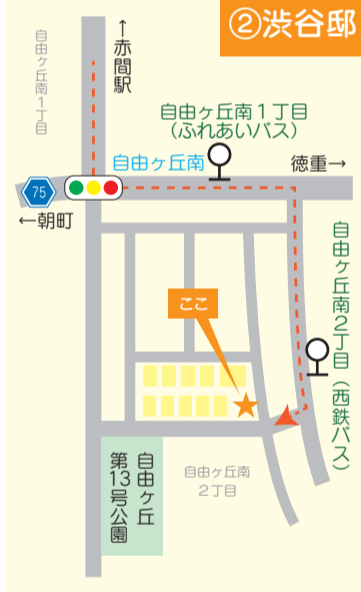 ②渋谷邸
↑赤間駅
自由ヶ丘南1丁目
自由ヶ丘南1丁目
(ふれあいバス)
自由ヶ丘南
徳重→
75
←朝町
自由ヶ丘南2丁目(西鉄バス)
ここ
自由ヶ丘
第13号公園
自由ヶ丘南
2丁目